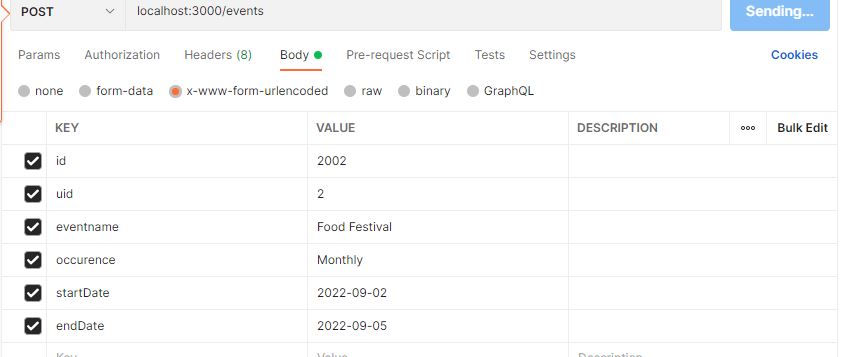 POST localhost:3000/events Sending...
Params Authorization Headers (8) Body Pre-request Script Tests Settings Cookies
none form-data x-www-form-urlencoded raw binary GraphQL
KEY VALUE DESCRIPTION ooo Bulk Edit
id 2002
uid 2
eventname Food Festival
occurence Monthly
startDate 2022-09-02
endDate 2022-09-05
Key Value Description